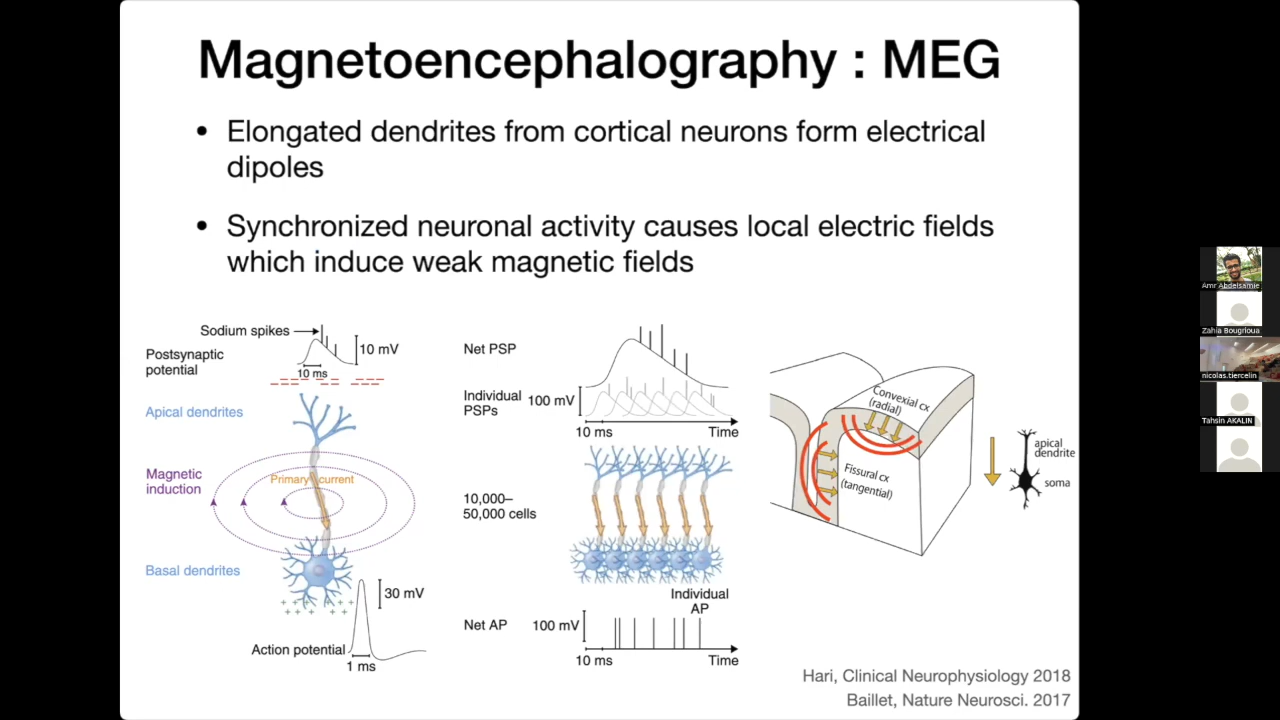 Magnetoencephalography : MEG
• Elongated dendrites from cortical neurons form electrical
dipoles
• Synchronized neuronal activity causes local electric fields
which induce weak magnetic fields
Sodium spikes
Postsynaptic
potential
10 mV
10 ms
Apical dendrites
Magnetic
induction
Primary current
Basal dendrites
30 mV
Action potential
1 ms
Net PSP
Individual
PSPs
100 mV
10 ms
Time
10,000–
50,000 cells
Individual
AP
Net AP
100 mV
10 ms
Time
Convexial cx
(radial)
Fissural cx
(tangential)
apical
dendrite
soma
Hari, Clinical Neurophysiology 2018
Baillet, Nature Neurosci. 2017
Amr Abdelsamie
Zahia Bougrioua
nicolas.tiercelin
Tahsin AKALIN